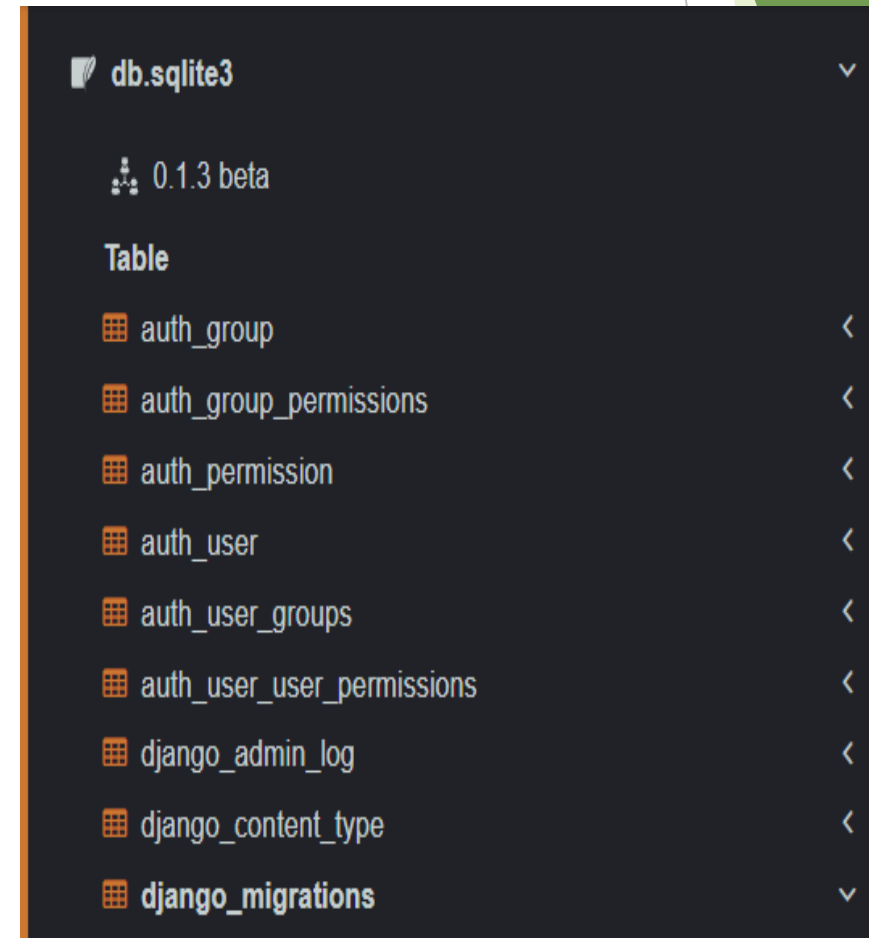 db.sqlite3
0.1.3 beta
Table
auth_group
auth_group_permissions
auth_permission
auth_user
auth_user_groups
auth_user_user_permissions
django_admin_log
django_content_type
django_migrations